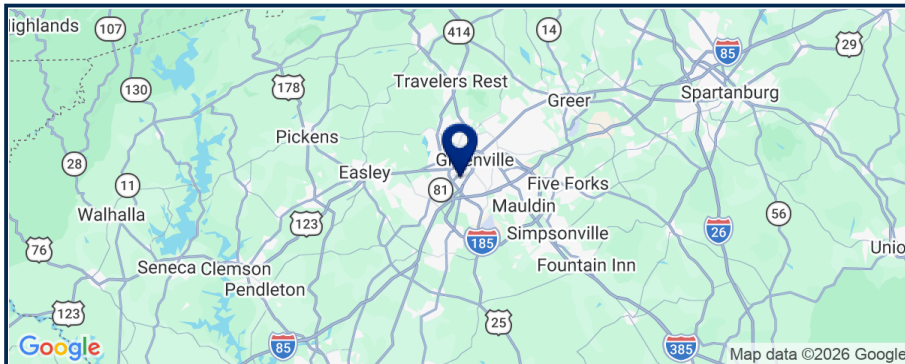 Highlands
107
414
14
85
29
130
178
Travelers Rest
Greer
Spartanburg
Pickens
Greenville
28
Easley
11
81
Five Forks
Mauldin
56
Walhalla
123
Simpsonville
26
76
185
Union
Seneca
Clemson
Fountain Inn
Pendleton
123
25
85
385
Google
Map data ©2026 Google